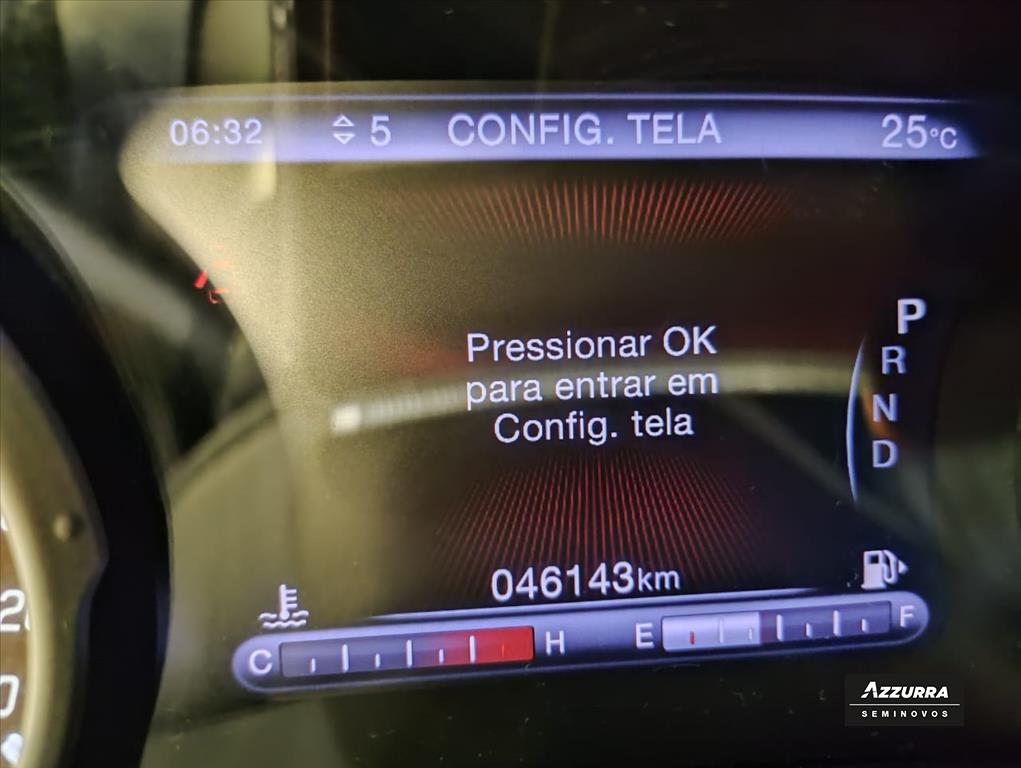 06:32 5 CONFIG. TELA 25°C
Pressionar OK
para entrar em
Config. tela
P
R
N
D
046143km
C H E F
AZZURRA
SEMINOVOS